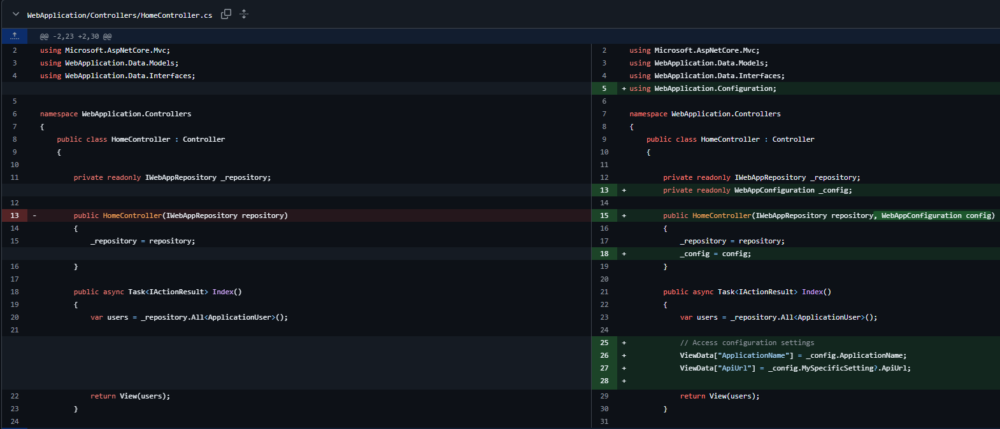 WebApplication/Controllers/HomeController.cs
@@ -2,23 +2,30 @@
2 using Microsoft.AspNetCore.Mvc;
3 using WebApplication.Data.Models;
4 using WebApplication.Data.Interfaces;
5
6 namespace WebApplication.Controllers
7 {
8 public class HomeController : Controller
9 {
10
11 private readonly IWebAppRepository _repository;
12
13 - public HomeController(IWebAppRepository repository)
14 {
15 _repository = repository;
16 }
17
18 public async Task<IActionResult> Index()
19 {
20 var users = _repository.All<ApplicationUser>();
21
22 return View(users);
23 }
24
2 using Microsoft.AspNetCore.Mvc;
3 using WebApplication.Data.Models;
4 using WebApplication.Data.Interfaces;
5 + using WebApplication.Configuration;
6
7 namespace WebApplication.Controllers
8 {
9 public class HomeController : Controller
10 {
11
12 private readonly IWebAppRepository _repository;
13 + private readonly WebAppConfiguration _config;
14
15 + public HomeController(IWebAppRepository repository, WebAppConfiguration config)
16 {
17 _repository = repository;
18 + _config = config;
19 }
20
21 public async Task<IActionResult> Index()
22 {
23 var users = _repository.All<ApplicationUser>();
24
25 + // Access configuration settings
26 + ViewData["ApplicationName"] = _config.ApplicationName;
27 + ViewData["ApiUrl"] = _config.MySpecificSetting?.ApiUrl;
28 +
29 return View(users);
30 }
31